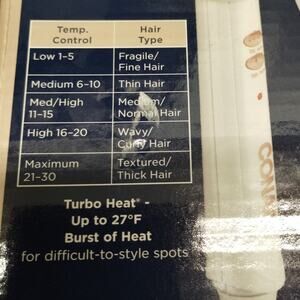 Temp. Control Hair Type
Low 1-5 Fragile/ Fine Hair
Medium 6-10 Thin Hair
Med/High 11-15 Medium/ Normal Hair
High 16-20 Wavy/ Curly Hair
Maximum 21-30 Textured/ Thick Hair
Turbo Heat® -
Up to 27°F
Burst of Heat
for difficult-to-style spots